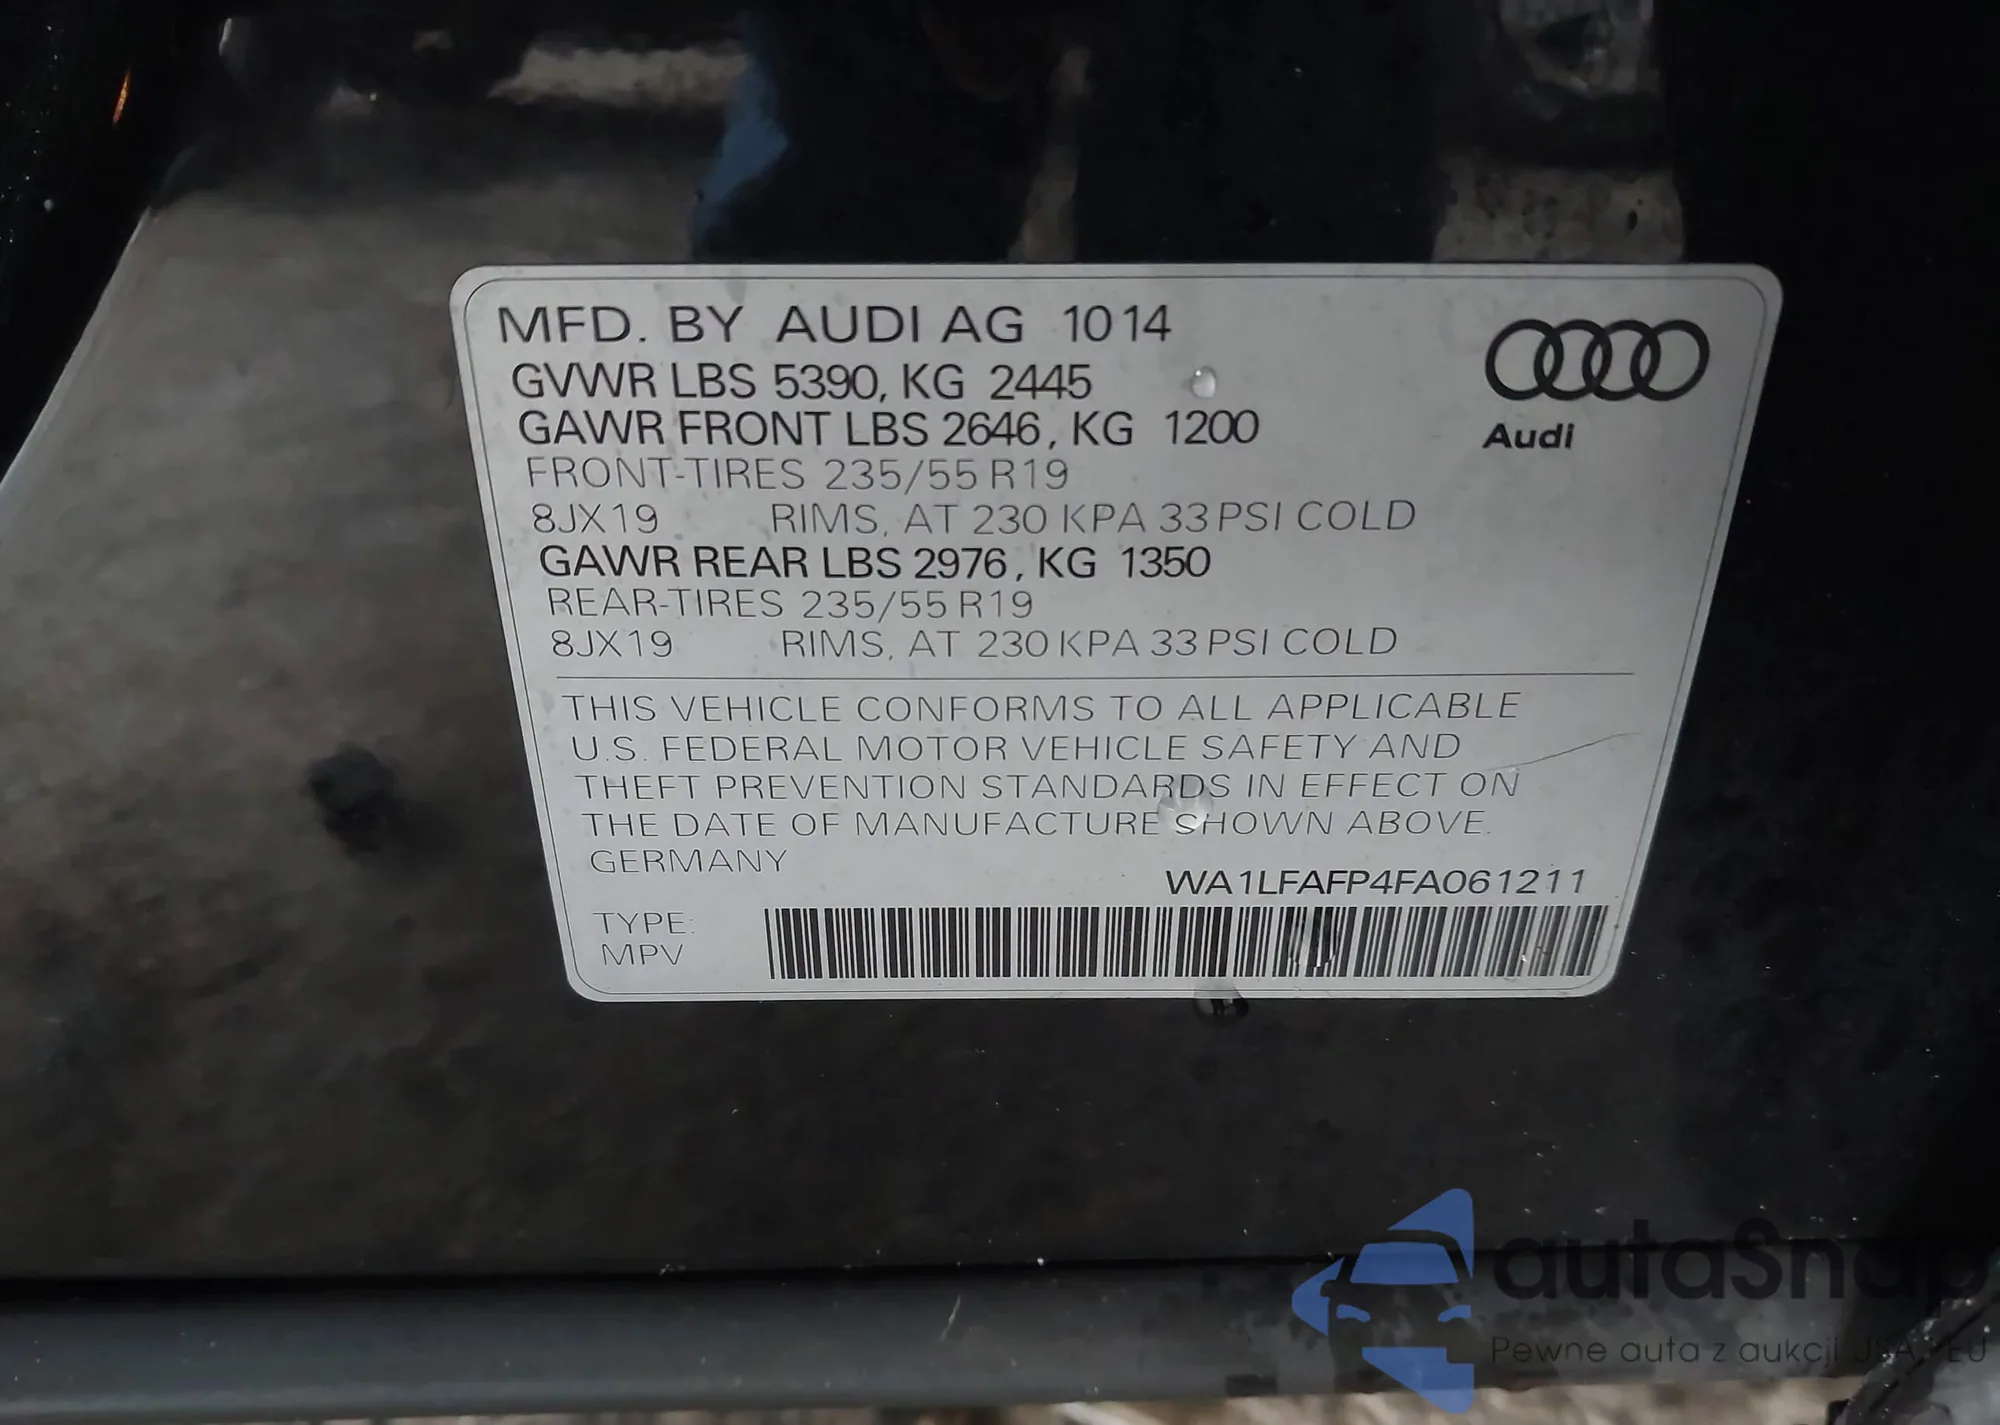 MFD. BY AUDI AG 1014
GVWR LBS 5390, KG 2445
GAWR FRONT LBS 2646, KG 1200
FRONT-TIRES 235/55 R19
8JX19 RIMS, AT 230 KPA 33 PSI COLD
GAWR REAR LBS 2976, KG 1350
REAR-TIRES 235/55 R19
8JX19 RIMS, AT 230 KPA 33 PSI COLD
Audi
THIS VEHICLE CONFORMS TO ALL APPLICABLE
U.S. FEDERAL MOTOR VEHICLE SAFETY AND
THEFT PREVENTION STANDARDS IN EFFECT ON
THE DATE OF MANUFACTURE SHOWN ABOVE.
GERMANY
WA1LFAFP4FA061211
TYPE:
MPV
autaSnap
Pewne auta z aukcji USA/EU